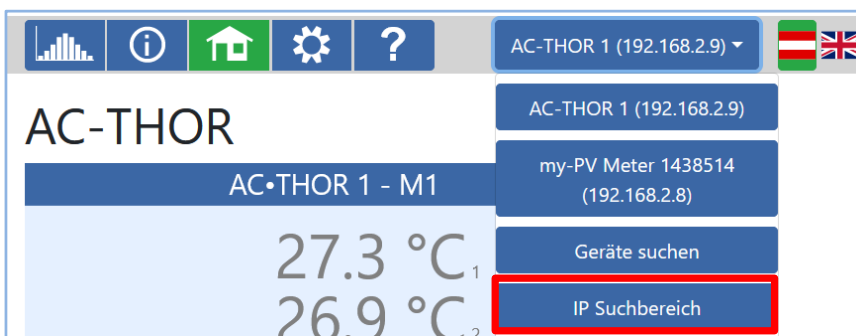 ?
AC-THOR 1 (192.168.2.9)
AC-THOR
AC-THOR 1 (192.168.2.9)
my-PV Meter 1438514
(192.168.2.8)
AC•THOR 1 - M1
Geräte suchen
27.3 °C 1
IP Suchbereich
26.9 °C 2